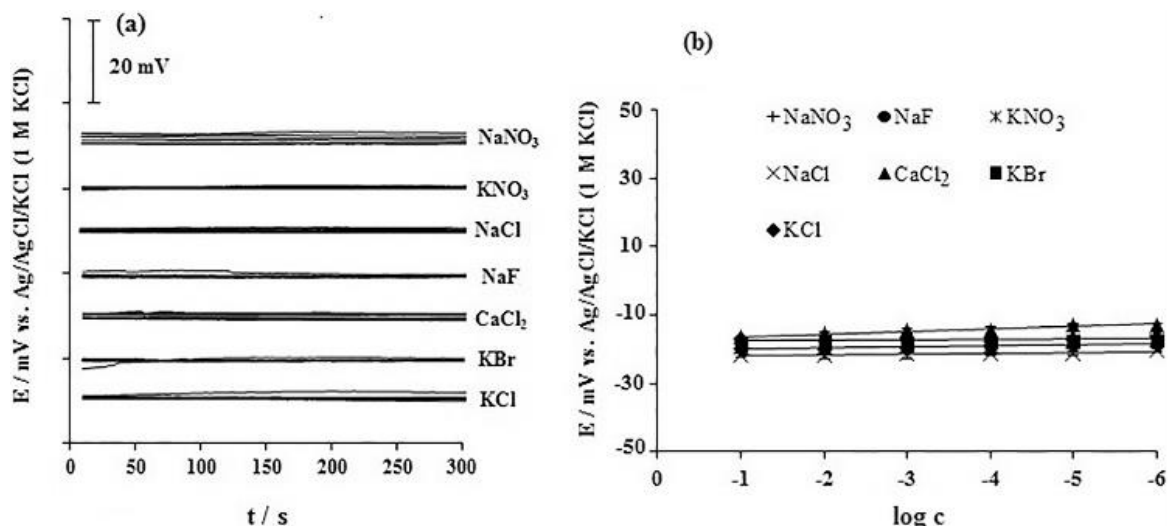 (a)
20 mV
E / mV vs. Ag/AgCl/KCl (1 M KCl)
NaNO₃
KNO₃
NaCl
NaF
CaCl₂
KBr
KCl
0 50 100 150 200 250 300
t / s
(b)
E / mV vs. Ag/AgCl/KCl (1 M KCl)
50
30
10
-10
-30
-50
NaNO₃ NaF KNO₃
NaCl CaCl₂ KBr
KCl
0 -1 -2 -3 -4 -5 -6
log c